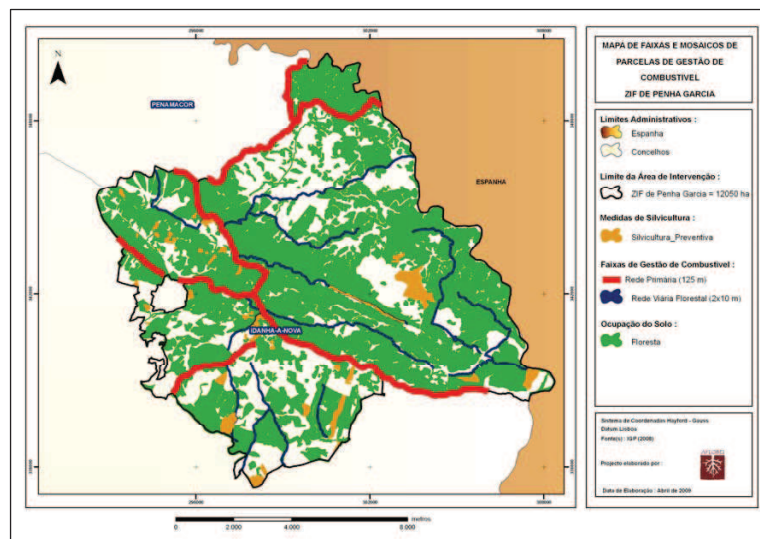 MAPA DE FAIXAS E MOSAICOS DE
PARCELAS DE GESTÃO DE
COMBUSTIVEL
ZIF DE PENHA GARCIA
Limites Administrativos :
Espanha
Concelhos
Limite da Área de Intervenção :
ZIF de Penha Garcia = 12050 ha
Medidas de Silvicultura :
Silvicultura_Preventiva
Faixas de Gestão de Combustível :
Rede Primária (125 m)
Rede Viária Florestal (2x10 m)
Ocupação do Solo :
Floresta
Sistema de Coordenadas Hayford - Gauss
Datum Lisboa
Fonte(s) : IGP (2008)
Projecto elaborado por :
Data de Elaboração : Abril de 2009
N
PENAMACOR
ESPANHA
IDANHA-A-NOVA
metros
0 2.000 4.000 8.000